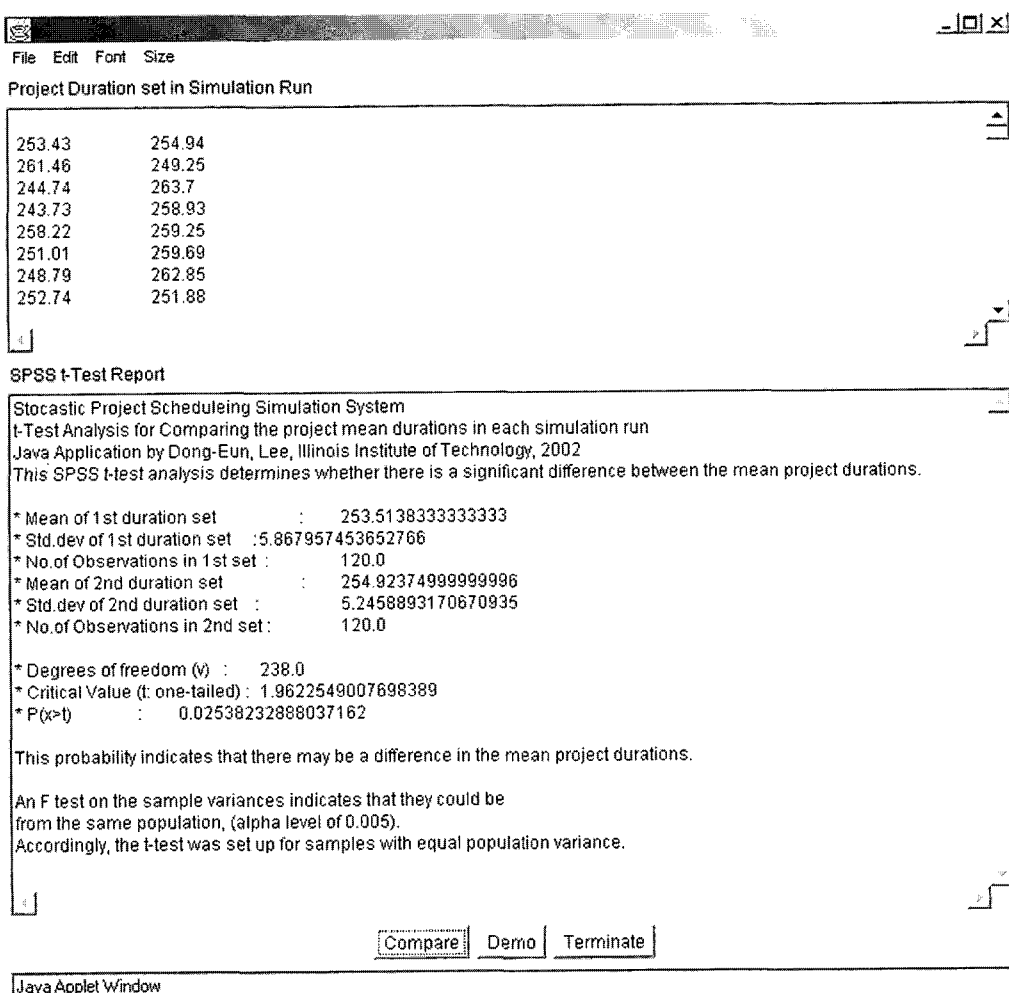 File Edit Font Size
Project Duration set in Simulation Run
253.43 254.94
261.46 249.25
244.74 263.7
243.73 258.93
258.22 259.25
251.01 259.69
248.79 262.85
252.74 251.88
SPSS t-Test Report
Stocastic Project Scheduleing Simulation System
t-Test Analysis for Comparing the project mean durations in each simulation run
Java Application by Dong-Eun, Lee, Illinois Institute of Technology, 2002
This SPSS t-test analysis determines whether there is a significant difference between the mean project durations.
* Mean of 1st duration set : 253.5138333333333
* Std.dev of 1st duration set :5.867957453652766
* No.of Observations in 1st set : 120.0
* Mean of 2nd duration set : 254.92374999999996
* Std.dev of 2nd duration set : 5.2458893170670935
* No.of Observations in 2nd set : 120.0
* Degrees of freedom (v) : 238.0
* Critical Value (t: one-tailed) : 1.9622549007698389
* P(x>t) : 0.02538232888037162
This probability indicates that there may be a difference in the mean project durations.
An F test on the sample variances indicates that they could be
from the same population, (alpha level of 0.005).
Accordingly, the t-test was set up for samples with equal population variance.
Compare Demo Terminate
Java Applet Window